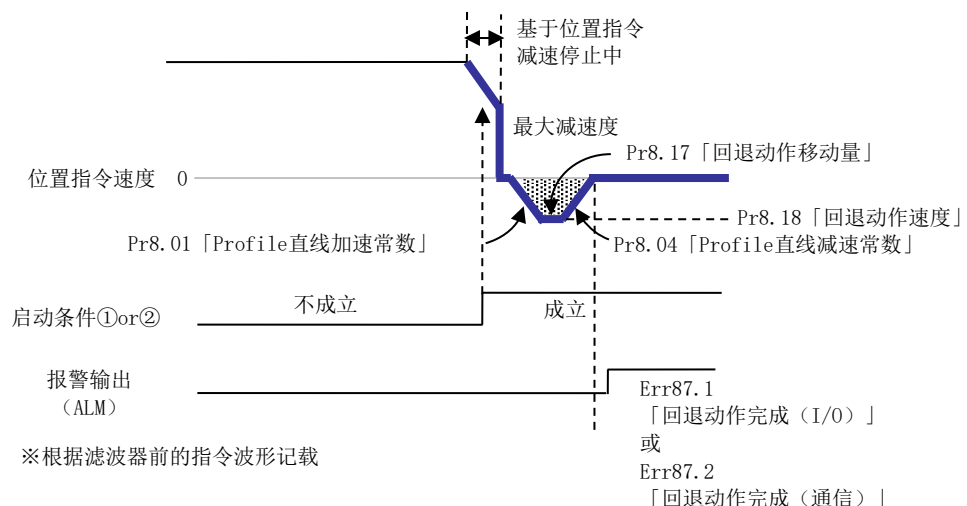 基于位置指令
减速停止中
最大减速度
Pr8.17「回退动作移动量」
位置指令速度 0
Pr8.18「回退动作速度」
Pr8.01「Profile直线加速常数」
Pr8.04「Profile直线减速常数」
不成立
成立
启动条件①or②
报警输出
（ALM）
Err87.1
「回退动作完成（I/O）」
或
Err87.2
「回退动作完成（通信）」
※根据滤波器前的指令波形记载